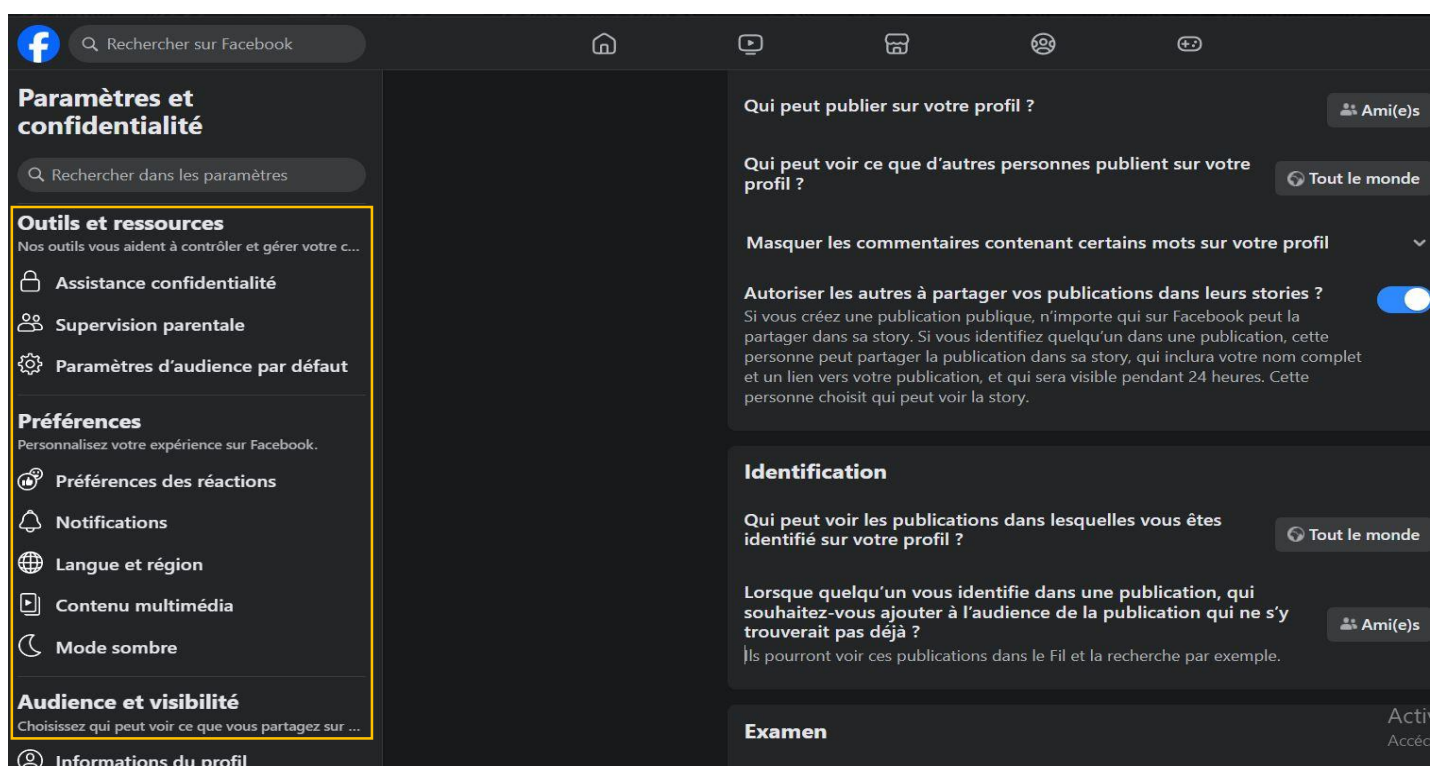 Rechercher sur Facebook
Paramètres et
confidentialité
Rechercher dans les paramètres
Outils et ressources
Nos outils vous aident à contrôler et gérer votre c...
Assistance confidentialité
Supervision parentale
Paramètres d'audience par défaut
Préférences
Personnalisez votre expérience sur Facebook.
Préférences des réactions
Notifications
Langue et région
Contenu multimédia
Mode sombre
Audience et visibilité
Choisissez qui peut voir ce que vous partagez sur ...
Informations du profil
Qui peut publier sur votre profil ?
Ami(e)s
Qui peut voir ce que d'autres personnes publient sur votre
profil ?
Tout le monde
Masquer les commentaires contenant certains mots sur votre profil
Autoriser les autres à partager vos publications dans leurs stories ?
Si vous créez une publication publique, n'importe qui sur Facebook peut la
partager dans sa story. Si vous identifiez quelqu'un dans une publication, cette
personne peut partager la publication dans sa story, qui inclura votre nom complet
et un lien vers votre publication, et qui sera visible pendant 24 heures. Cette
personne choisit qui peut voir la story.
Identification
Qui peut voir les publications dans lesquelles vous êtes
identifié sur votre profil ?
Tout le monde
Lorsque quelqu'un vous identifie dans une publication, qui
souhaitez-vous ajouter à l'audience de la publication qui ne s'y
trouverait pas déjà ?
Ami(e)s
Ils pourront voir ces publications dans le Fil et la recherche par exemple.
Examen